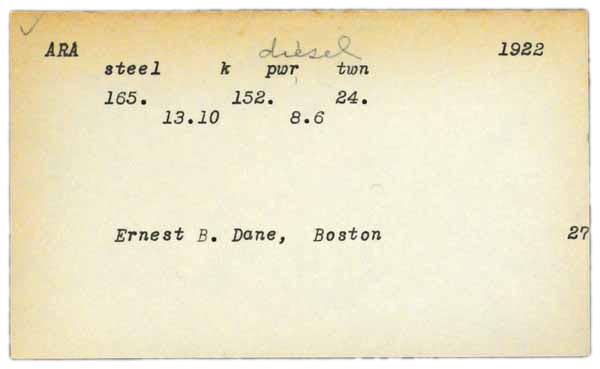 ARA diesel 1922
steel k pwr twn
165. 152. 24.
13.10 8.6
Ernest B. Dane, Boston 27